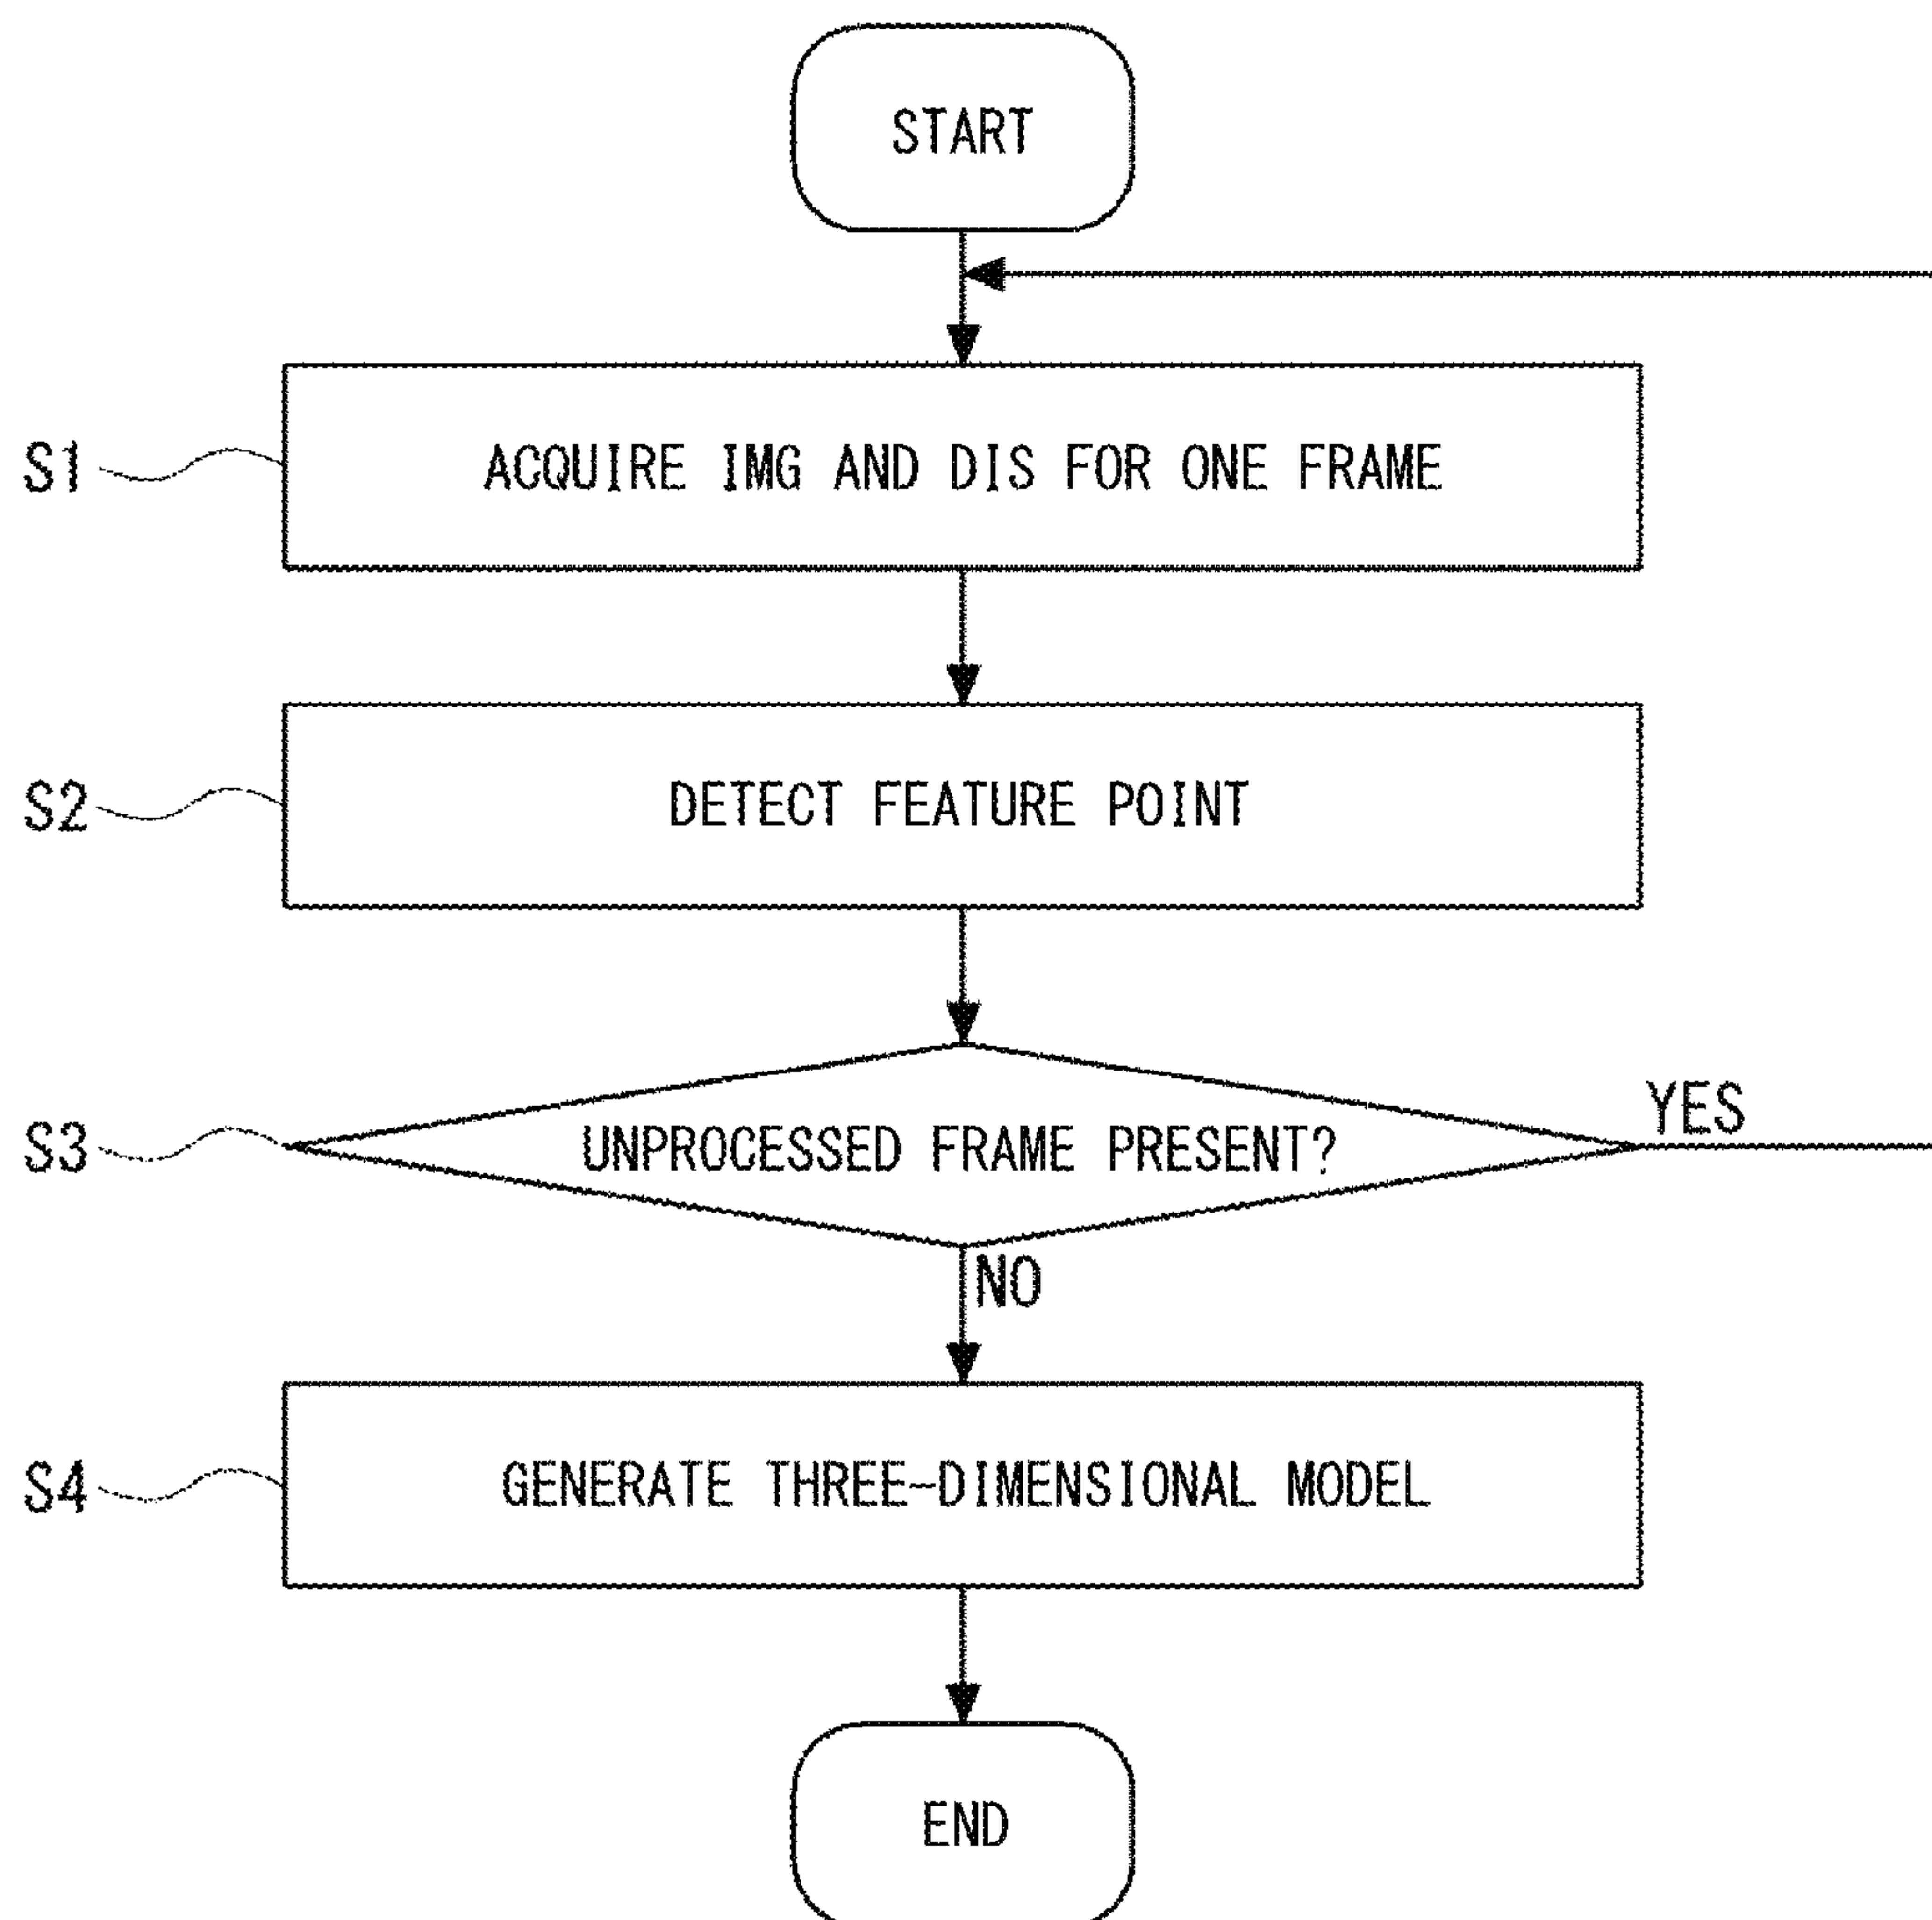 START
S1
ACQUIRE IMG AND DIS FOR ONE FRAME
S2
DETECT FEATURE POINT
S3
UNPROCESSED FRAME PRESENT?
YES
NO
S4
GENERATE THREE-DIMENSIONAL MODEL
END